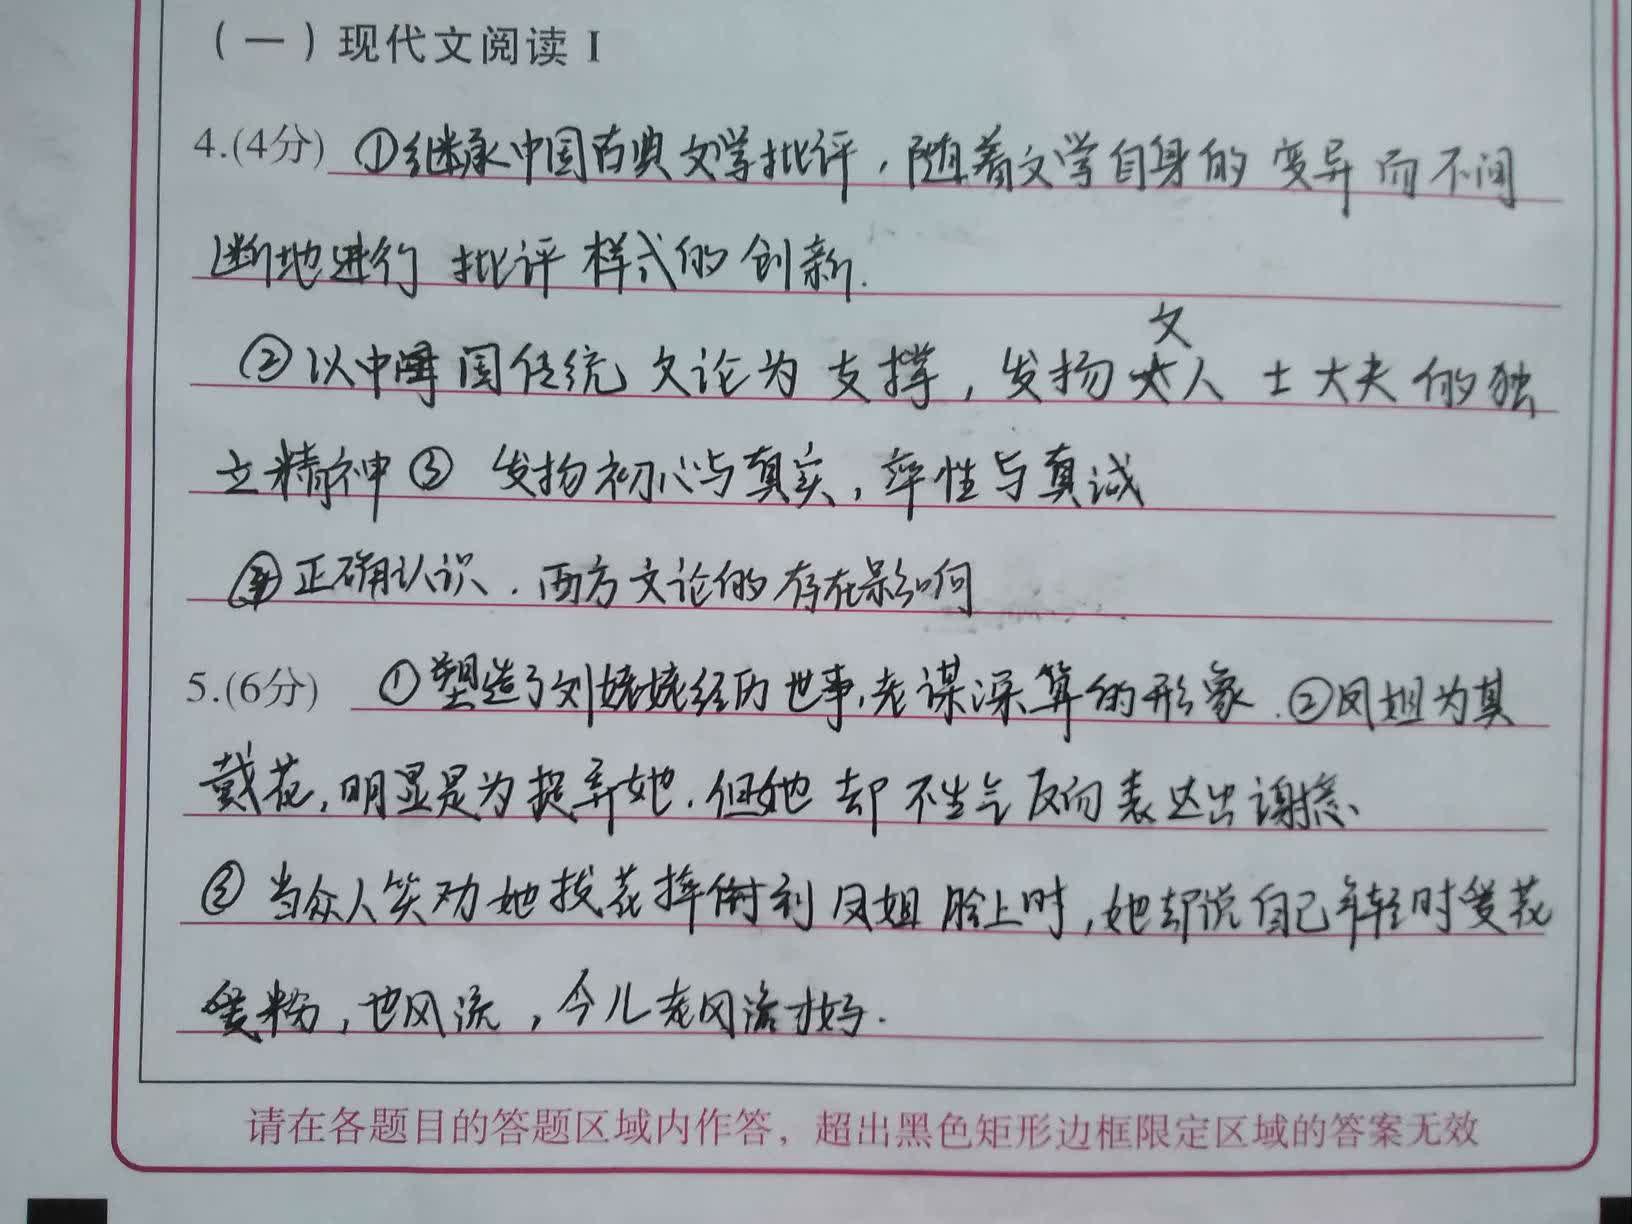 （一）现代文阅读 I
4.(4分) ①继承中国古典文学批评，随着文学自身的变异而不间
断地进行批评样式的创新.
文
②以中国传统文论为支撑，发扬人士大夫的独
立精神③ 发扬初心与真实，率性与真诚
④正确认识.西方文论的存在影响
5.(6分) ①塑造了刘姥姥经历世事,老谋深算的形象.②凤姐为其
戴花,明显是为捉弄她.但她却不生气反而表达出谢意、
③当众人笑劝她拔花摔到凤姐脸上时,她却说自己年轻时爱花
爱粉,也风流,今儿老风流才好.
请在各题目的答题区域内作答，超出黑色矩形边框限定区域的答案无效